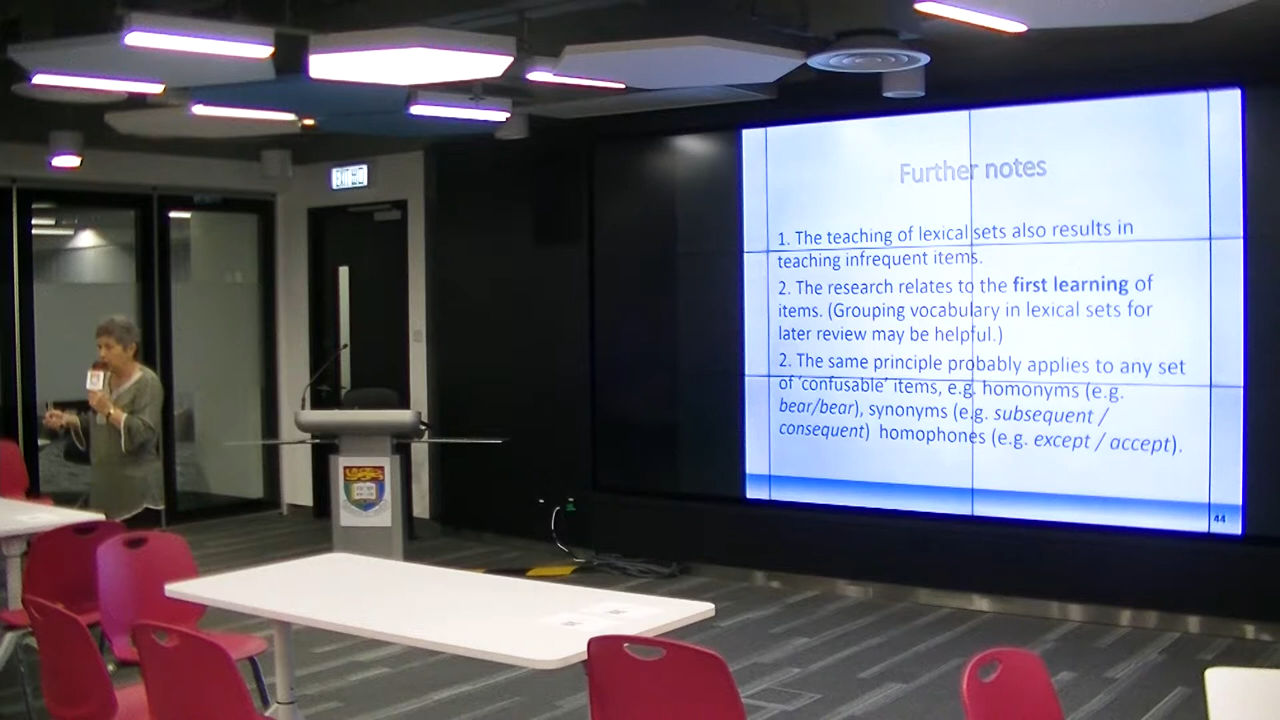 EXIT
Further notes
1. The teaching of lexical sets also results in
teaching infrequent items.
2. The research relates to the first learning of
items. (Grouping vocabulary in lexical sets for
later review may be helpful.)
2. The same principle probably applies to any set
of ‘confusable’ items, e.g. homonyms (e.g.
bear/bear), synonyms (e.g. subsequent /
consequent) homophones (e.g. except / accept).
44